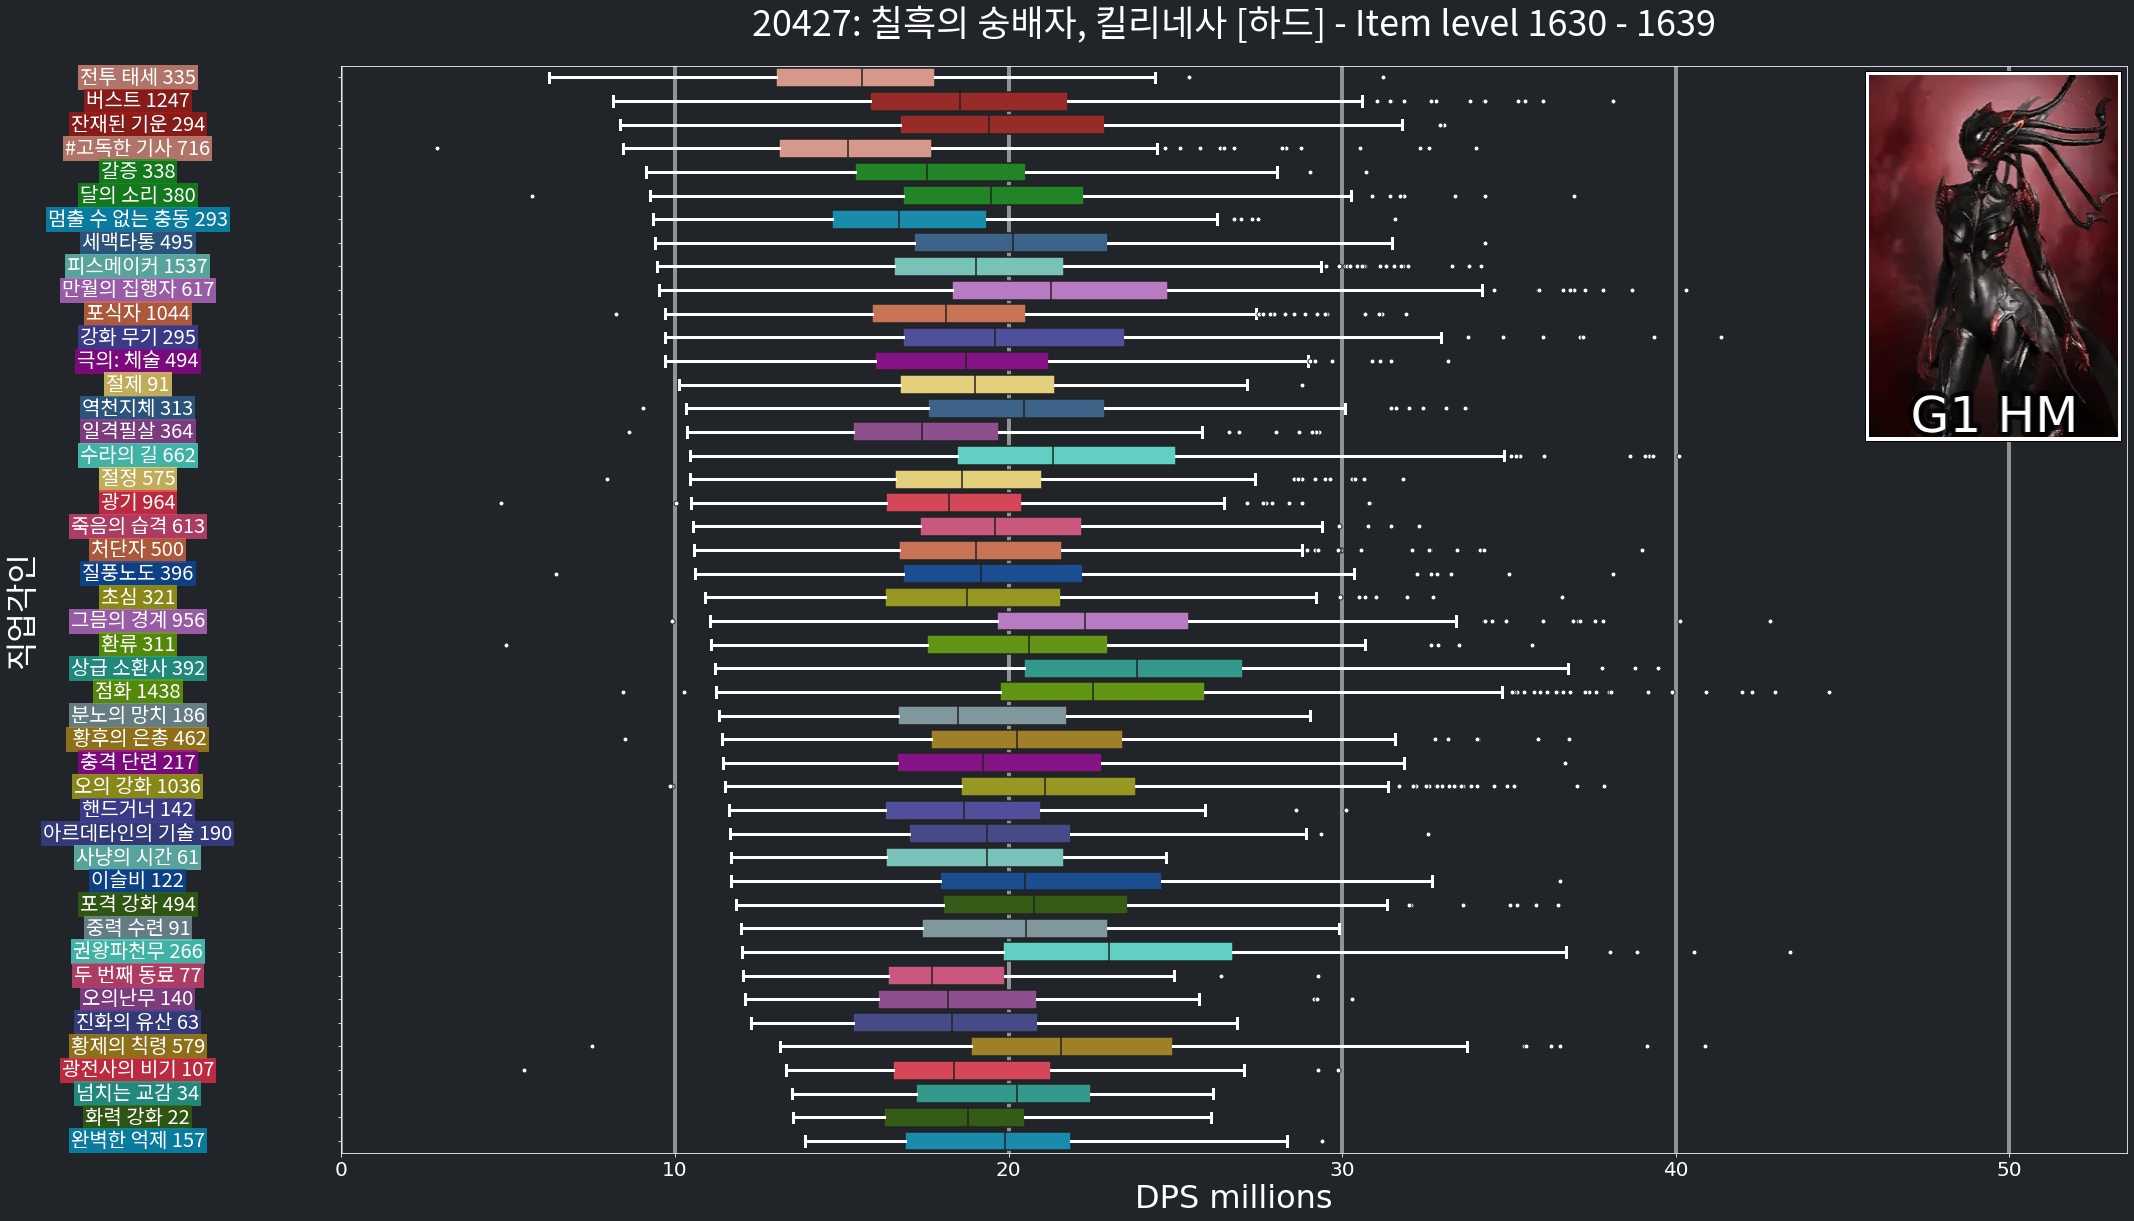 20427: 칠흑의 숭배자, 킬리네사 [하드] - Item level 1630 - 1639
전투 태세 335
버스트 1247
잔재된 기운 294
#고독한 기사 716
갈증 338
달의 소리 380
멈출 수 없는 충동 293
세맥타통 495
피스메이커 1537
만월의 집행자 617
포식자 1044
강화 무기 295
극의: 체술 494
절제 91
역천지체 313
일격필살 364
수라의 길 662
절정 575
광기 964
죽음의 습격 613
처단자 500
질풍노도 396
초심 321
그믐의 경계 956
환류 311
상급 소환사 392
점화 1438
분노의 망치 186
황후의 은총 462
충격 단련 217
오의 강화 1036
핸드거너 142
아르데타인의 기술 190
사냥의 시간 61
이슬비 122
포격 강화 494
중력 수련 91
권왕파천무 266
두 번째 동료 77
오의난무 140
진화의 유산 63
황제의 칙령 579
광전사의 비기 107
넘치는 교감 34
화력 강화 22
완벽한 억제 157
직업각인
G1 HM
0 10 20 30 40 50
DPS millions